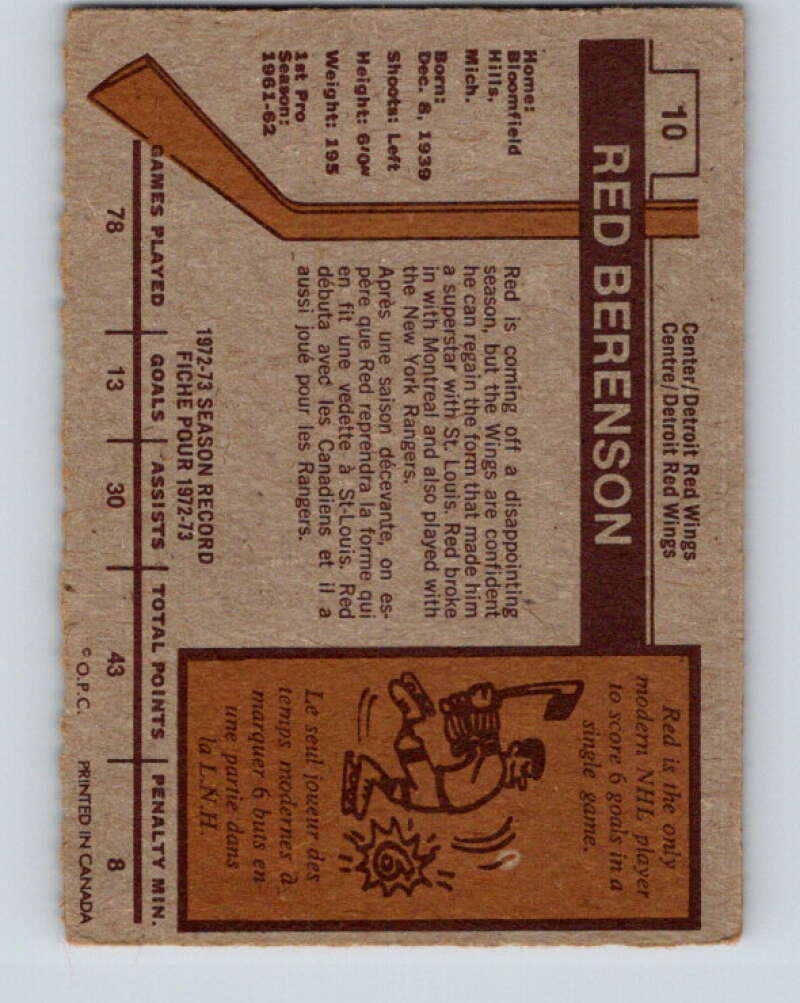 10
Center/Detroit Red Wings
Centre/Detroit Red Wings
RED BERENSON
Home:
Bloomfield
Hills,
Mich.
Born:
Dec. 8, 1939
Shoots: Left
Height: 6'0"
Weight: 195
1st Pro
Season:
1961-62
Red is coming off a disappointing
season, but the Wings are confident
he can regain the form that made him
a superstar with St. Louis. Red broke
in with Montreal and also played with
the New York Rangers.
Après une saison décevante, on es-
père que Red reprendra la forme qui
en fit une vedette à St-Louis. Red
débuta avec les Canadiens et il a
aussi joué pour les Rangers.
Red is the only
modern NHL player
to score 6 goals in a
single game.
6
Le seul joueur des
temps modernes à
marquer 6 buts en
une partie dans
la L.N.H.
1972-73 SEASON RECORD
FICHE POUR 1972-73
GAMES PLAYED GOALS ASSISTS TOTAL POINTS PENALTY MIN.
78 13 30 43 8
© O.P.C. PRINTED IN CANADA